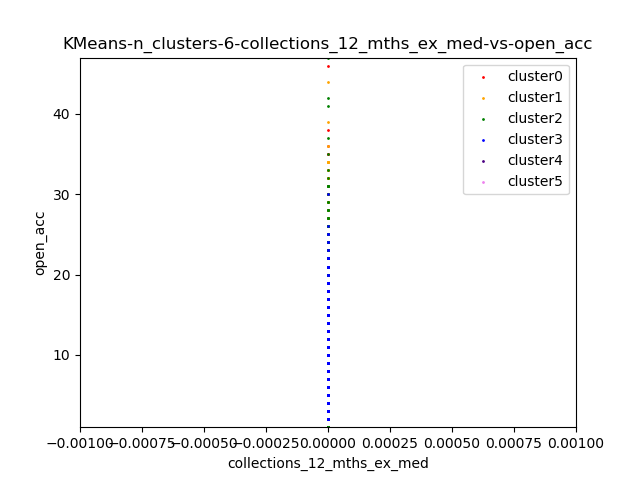 KMeans-n_clusters-6-collections_12_mths_ex_med-vs-open_acc
cluster0
cluster1
cluster2
cluster3
cluster4
cluster5
40
30
20
10
open_acc
−0.00100 −0.00075 −0.00050 −0.00025 0.00000 0.00025 0.00050 0.00075 0.00100
collections_12_mths_ex_med